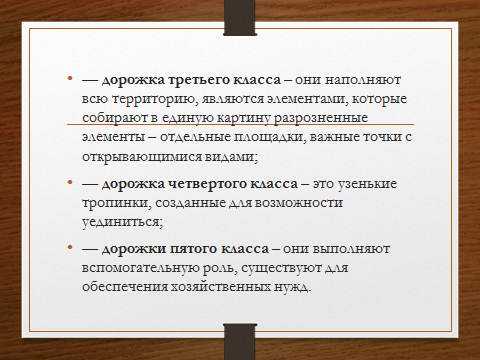 • — дорожка третьего класса – они наполняют
всю территорию, являются элементами, которые
собирают в единую картину разрозненные
элементы – отдельные площадки, важные точки с
открывающимися видами;
• — дорожка четвертого класса – это узенькие
тропинки, созданные для возможности
уединиться;
• — дорожки пятого класса – они выполняют
вспомогательную роль, существуют для
обеспечения хозяйственных нужд.